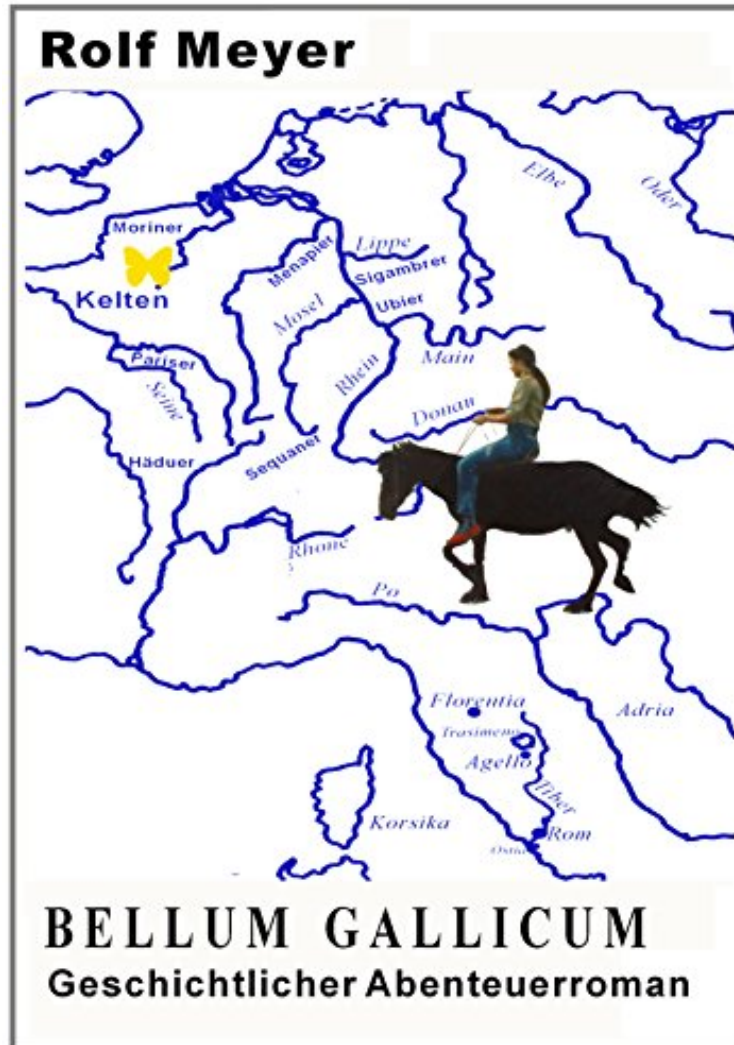 Rolf Meyer
Elbe
Oder
Moriner
Lippe
Menapier
Sigambrer
Kelten
Mosel
Ubier
Pariser
Rhein
Main
Seine
Donau
Häduer
Sequaner
Rhone
Po
Florentia
Adria
Trasimeno
Agello
Tiber
Korsika
Rom
Ostia
BELLUM GALLICUM
Geschichtlicher Abenteuerroman